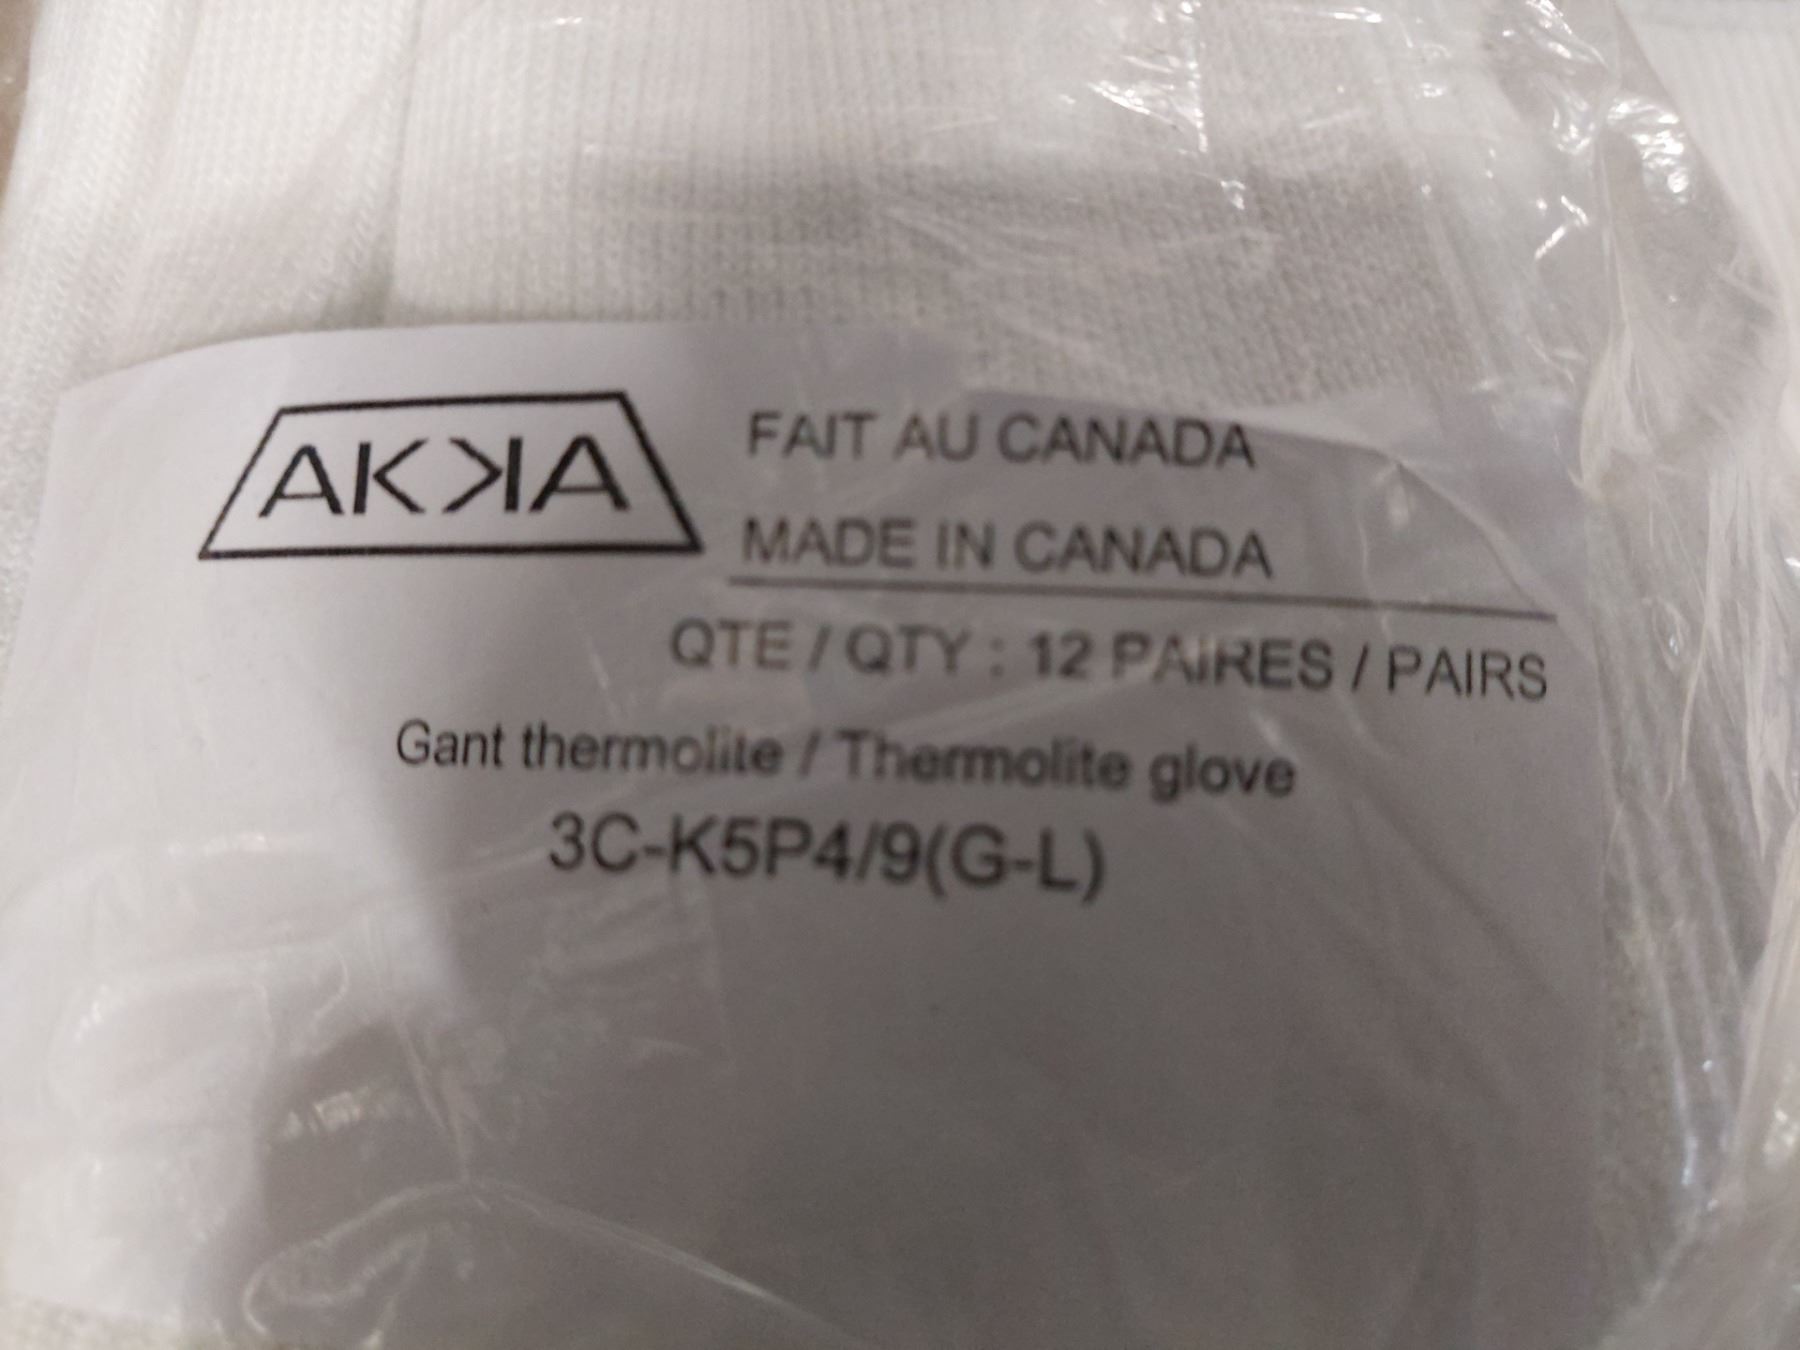 AKKA
FAIT AU CANADA
MADE IN CANADA
QTE / QTY : 12 PAIRES / PAIRS
Gant thermolite / Thermolite glove
3C-K5P4/9(G-L)